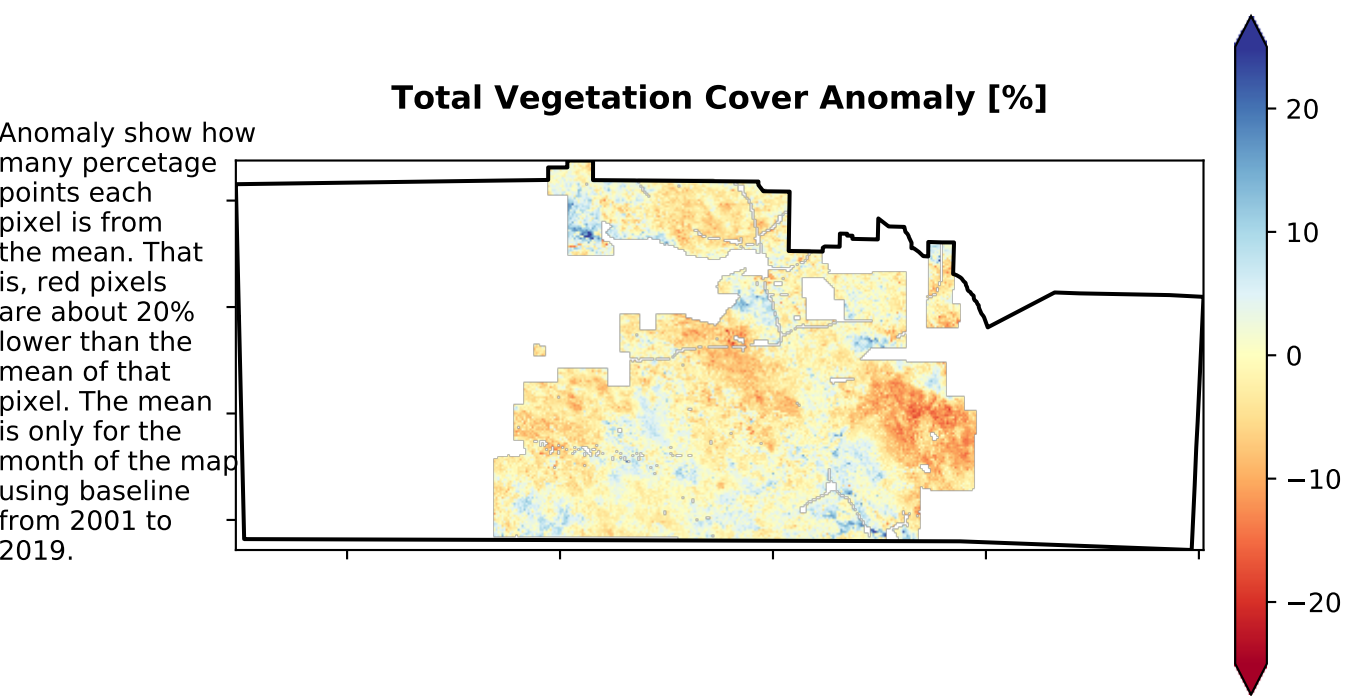 Total Vegetation Cover Anomaly [%]
Anomaly show how
many percetage
points each
pixel is from
the mean. That
is, red pixels
are about 20%
lower than the
mean of that
pixel. The mean
is only for the
month of the map
using baseline
from 2001 to
2019.
20
10
0
−10
−20